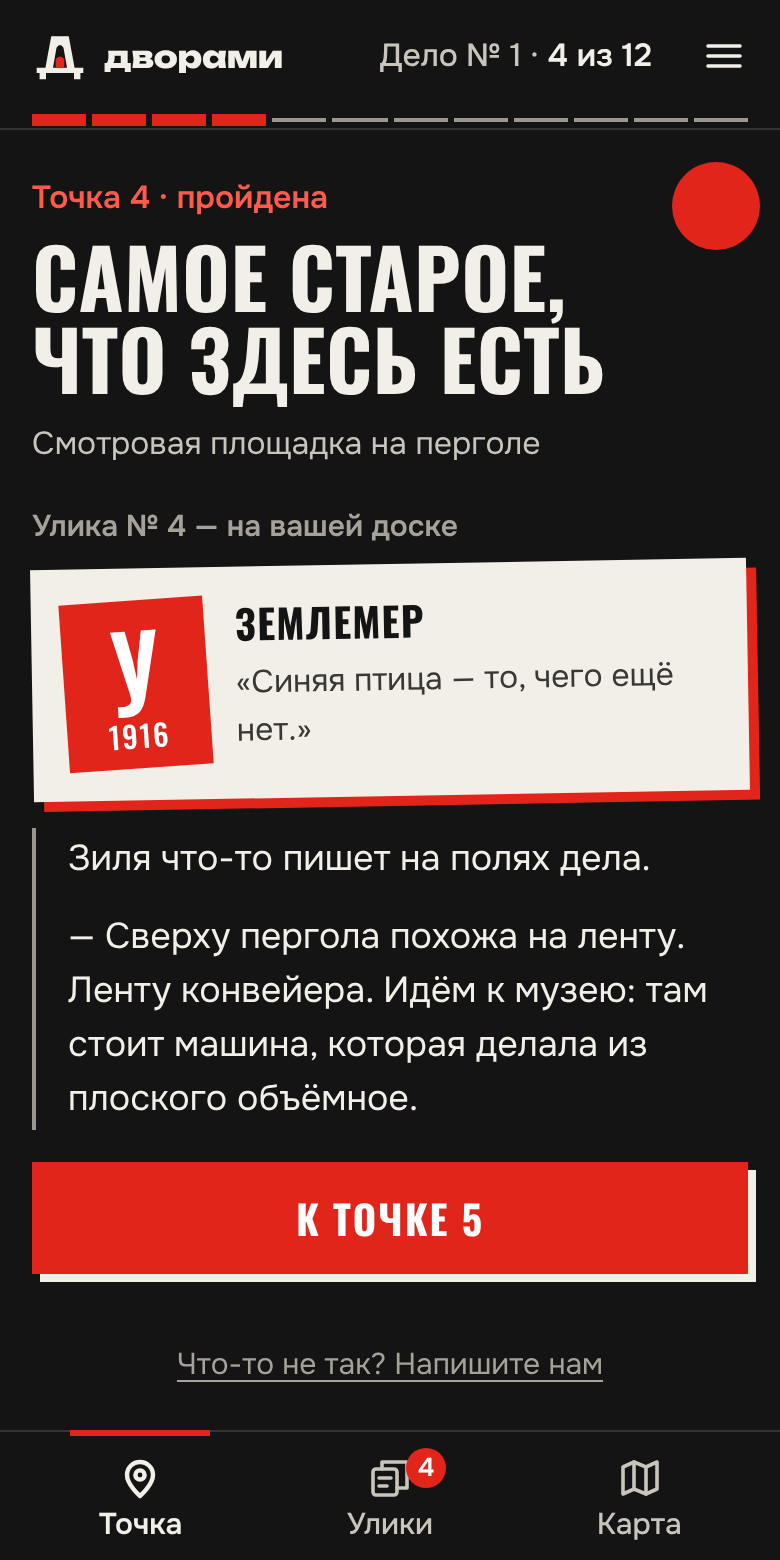 дворами
Дело № 1 · 4 из 12
Точка 4 · пройдена
САМОЕ СТАРОЕ,
ЧТО ЗДЕСЬ ЕСТЬ
Смотровая площадка на перголе
Улика № 4 — на вашей доске
У
1916
ЗЕМЛЕМЕР
«Синяя птица — то, чего ещё
нет.»
Зиля что-то пишет на полях дела.
— Сверху пергола похожа на ленту.
Ленту конвейера. Идём к музею: там
стоит машина, которая делала из
плоского объёмное.
К ТОЧКЕ 5
Что-то не так? Напишите нам
4
Точка
Улики
Карта